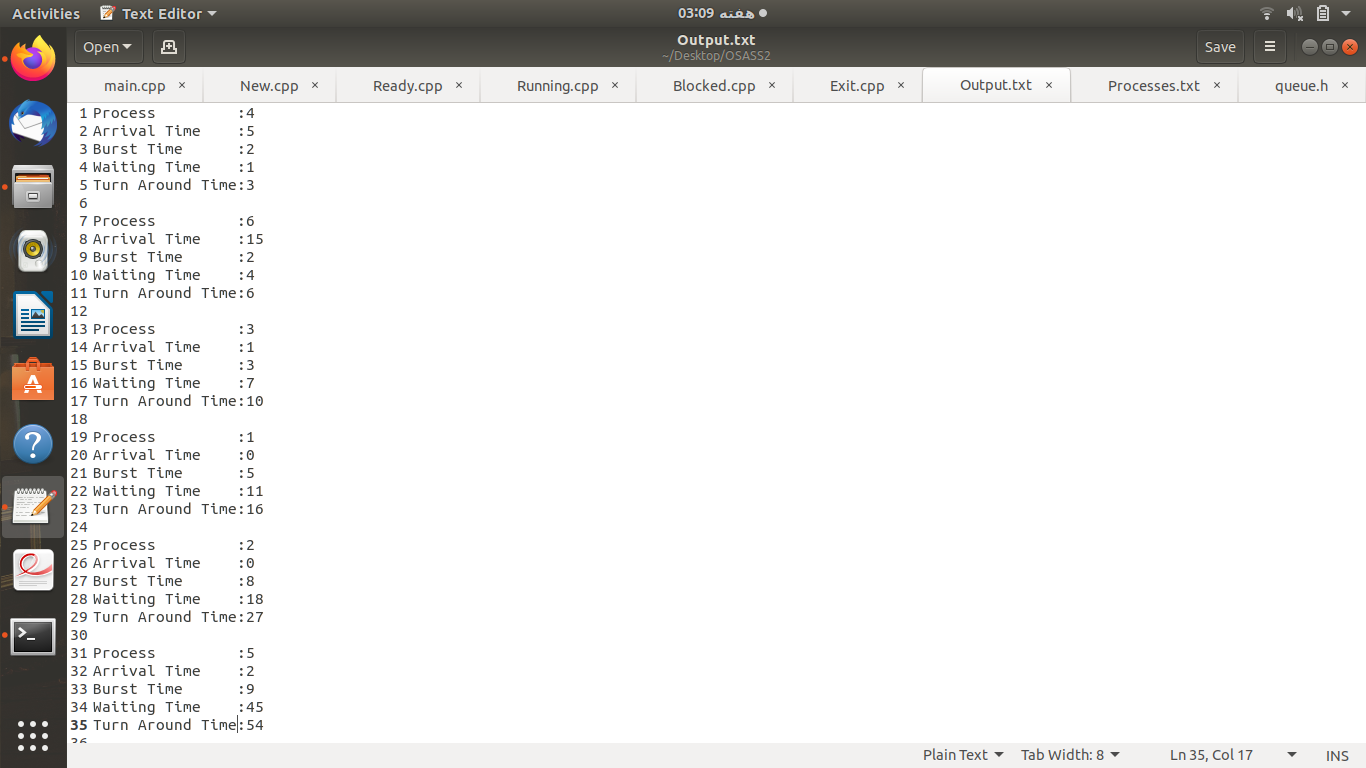 Activities Text Editor 03:09 هفته
Open Output.txt Save
~/Desktop/OSASS2
main.cpp × New.cpp × Ready.cpp × Running.cpp × Blocked.cpp × Exit.cpp × Output.txt × Processes.txt × queue.h ×
1 Process :4
2 Arrival Time :5
3 Burst Time :2
4 Waiting Time :1
5 Turn Around Time:3
6
7 Process :6
8 Arrival Time :15
9 Burst Time :2
10 Waiting Time :4
11 Turn Around Time:6
12
13 Process :3
14 Arrival Time :1
15 Burst Time :3
16 Waiting Time :7
17 Turn Around Time:10
18
19 Process :1
20 Arrival Time :0
21 Burst Time :5
22 Waiting Time :11
23 Turn Around Time:16
24
25 Process :2
26 Arrival Time :0
27 Burst Time :8
28 Waiting Time :18
29 Turn Around Time:27
30
31 Process :5
32 Arrival Time :2
33 Burst Time :9
34 Waiting Time :45
35 Turn Around Time:54
36
Plain Text Tab Width: 8 Ln 35, Col 17 INS